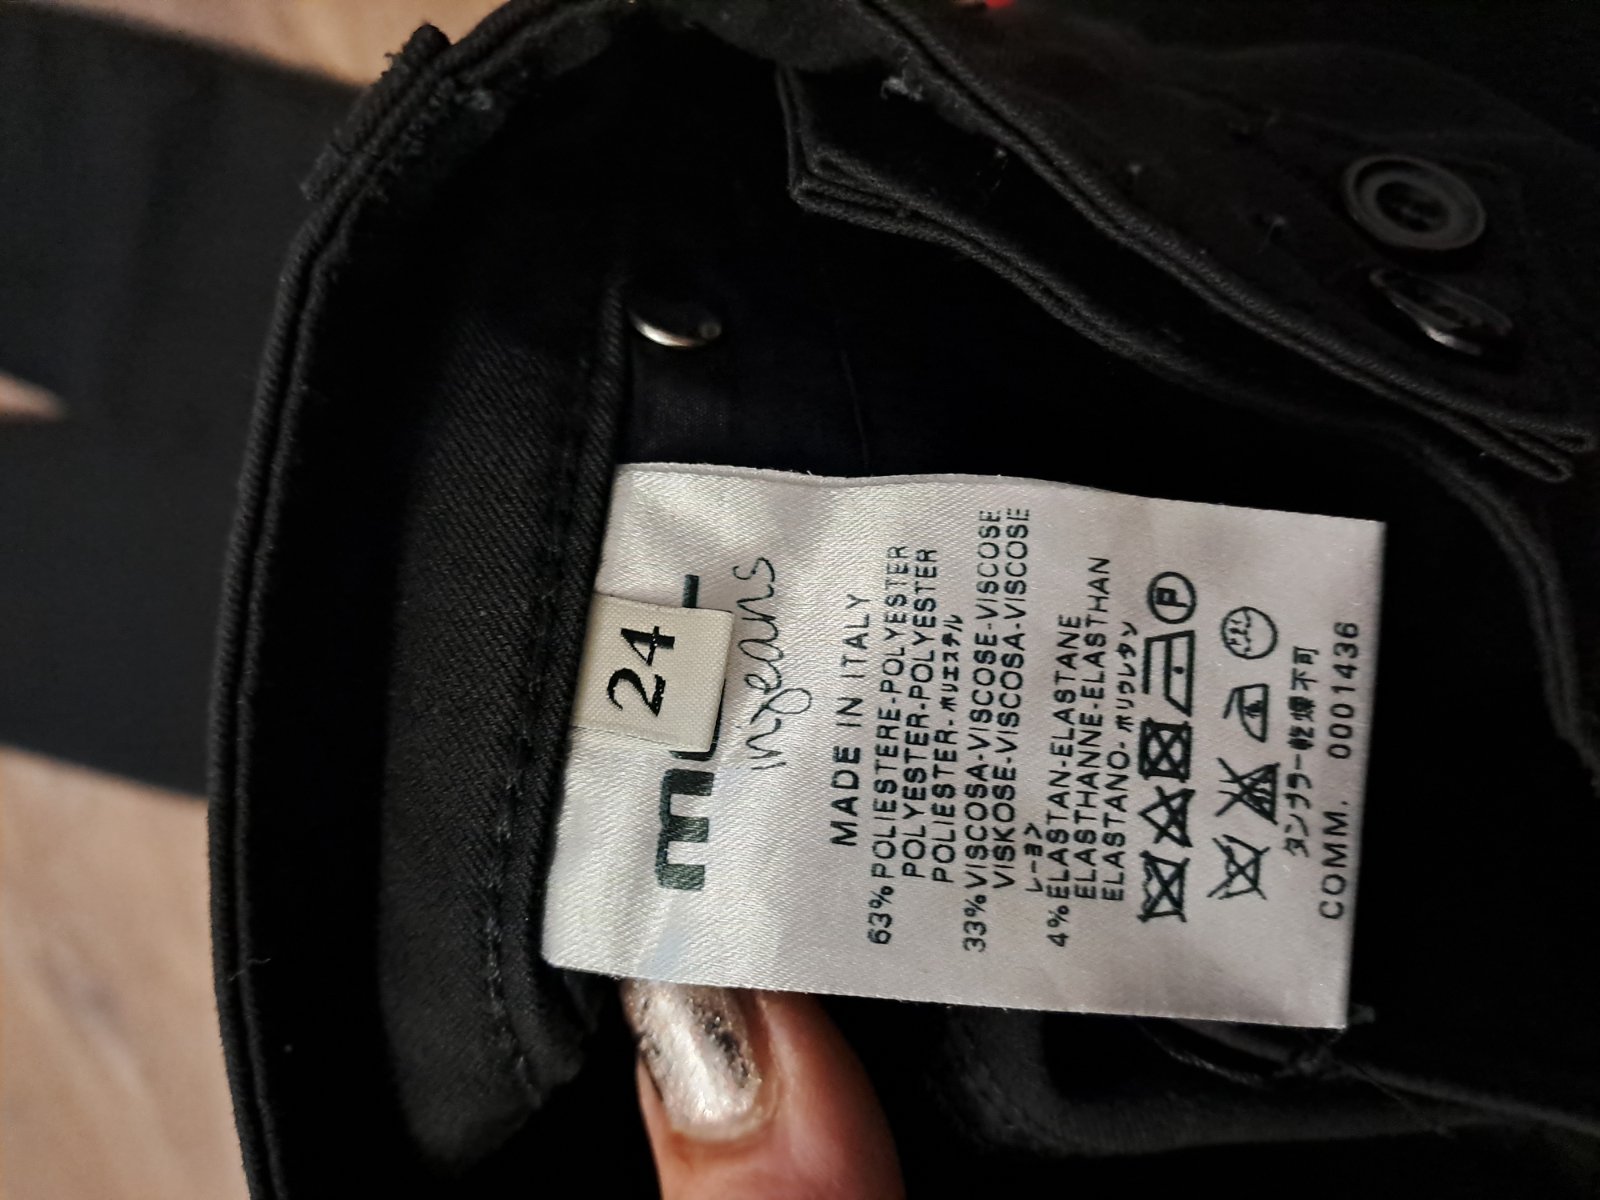 24
in jeans
MADE IN ITALY
63% POLIESTERE-POLYESTER
POLYESTER-POLYESTER
POLIESTER-ポリエステル
33% VISCOSA-VISCOSE-VISCOSE
VISKOSE-VISCOSA-VISCOSE
レーヨン
4% ELASTAN-ELASTANE
ELASTHANNE-ELASTHAN
ELASTANO-ポリウレタン
P
タンブラー乾燥不可
COMM. 0001436